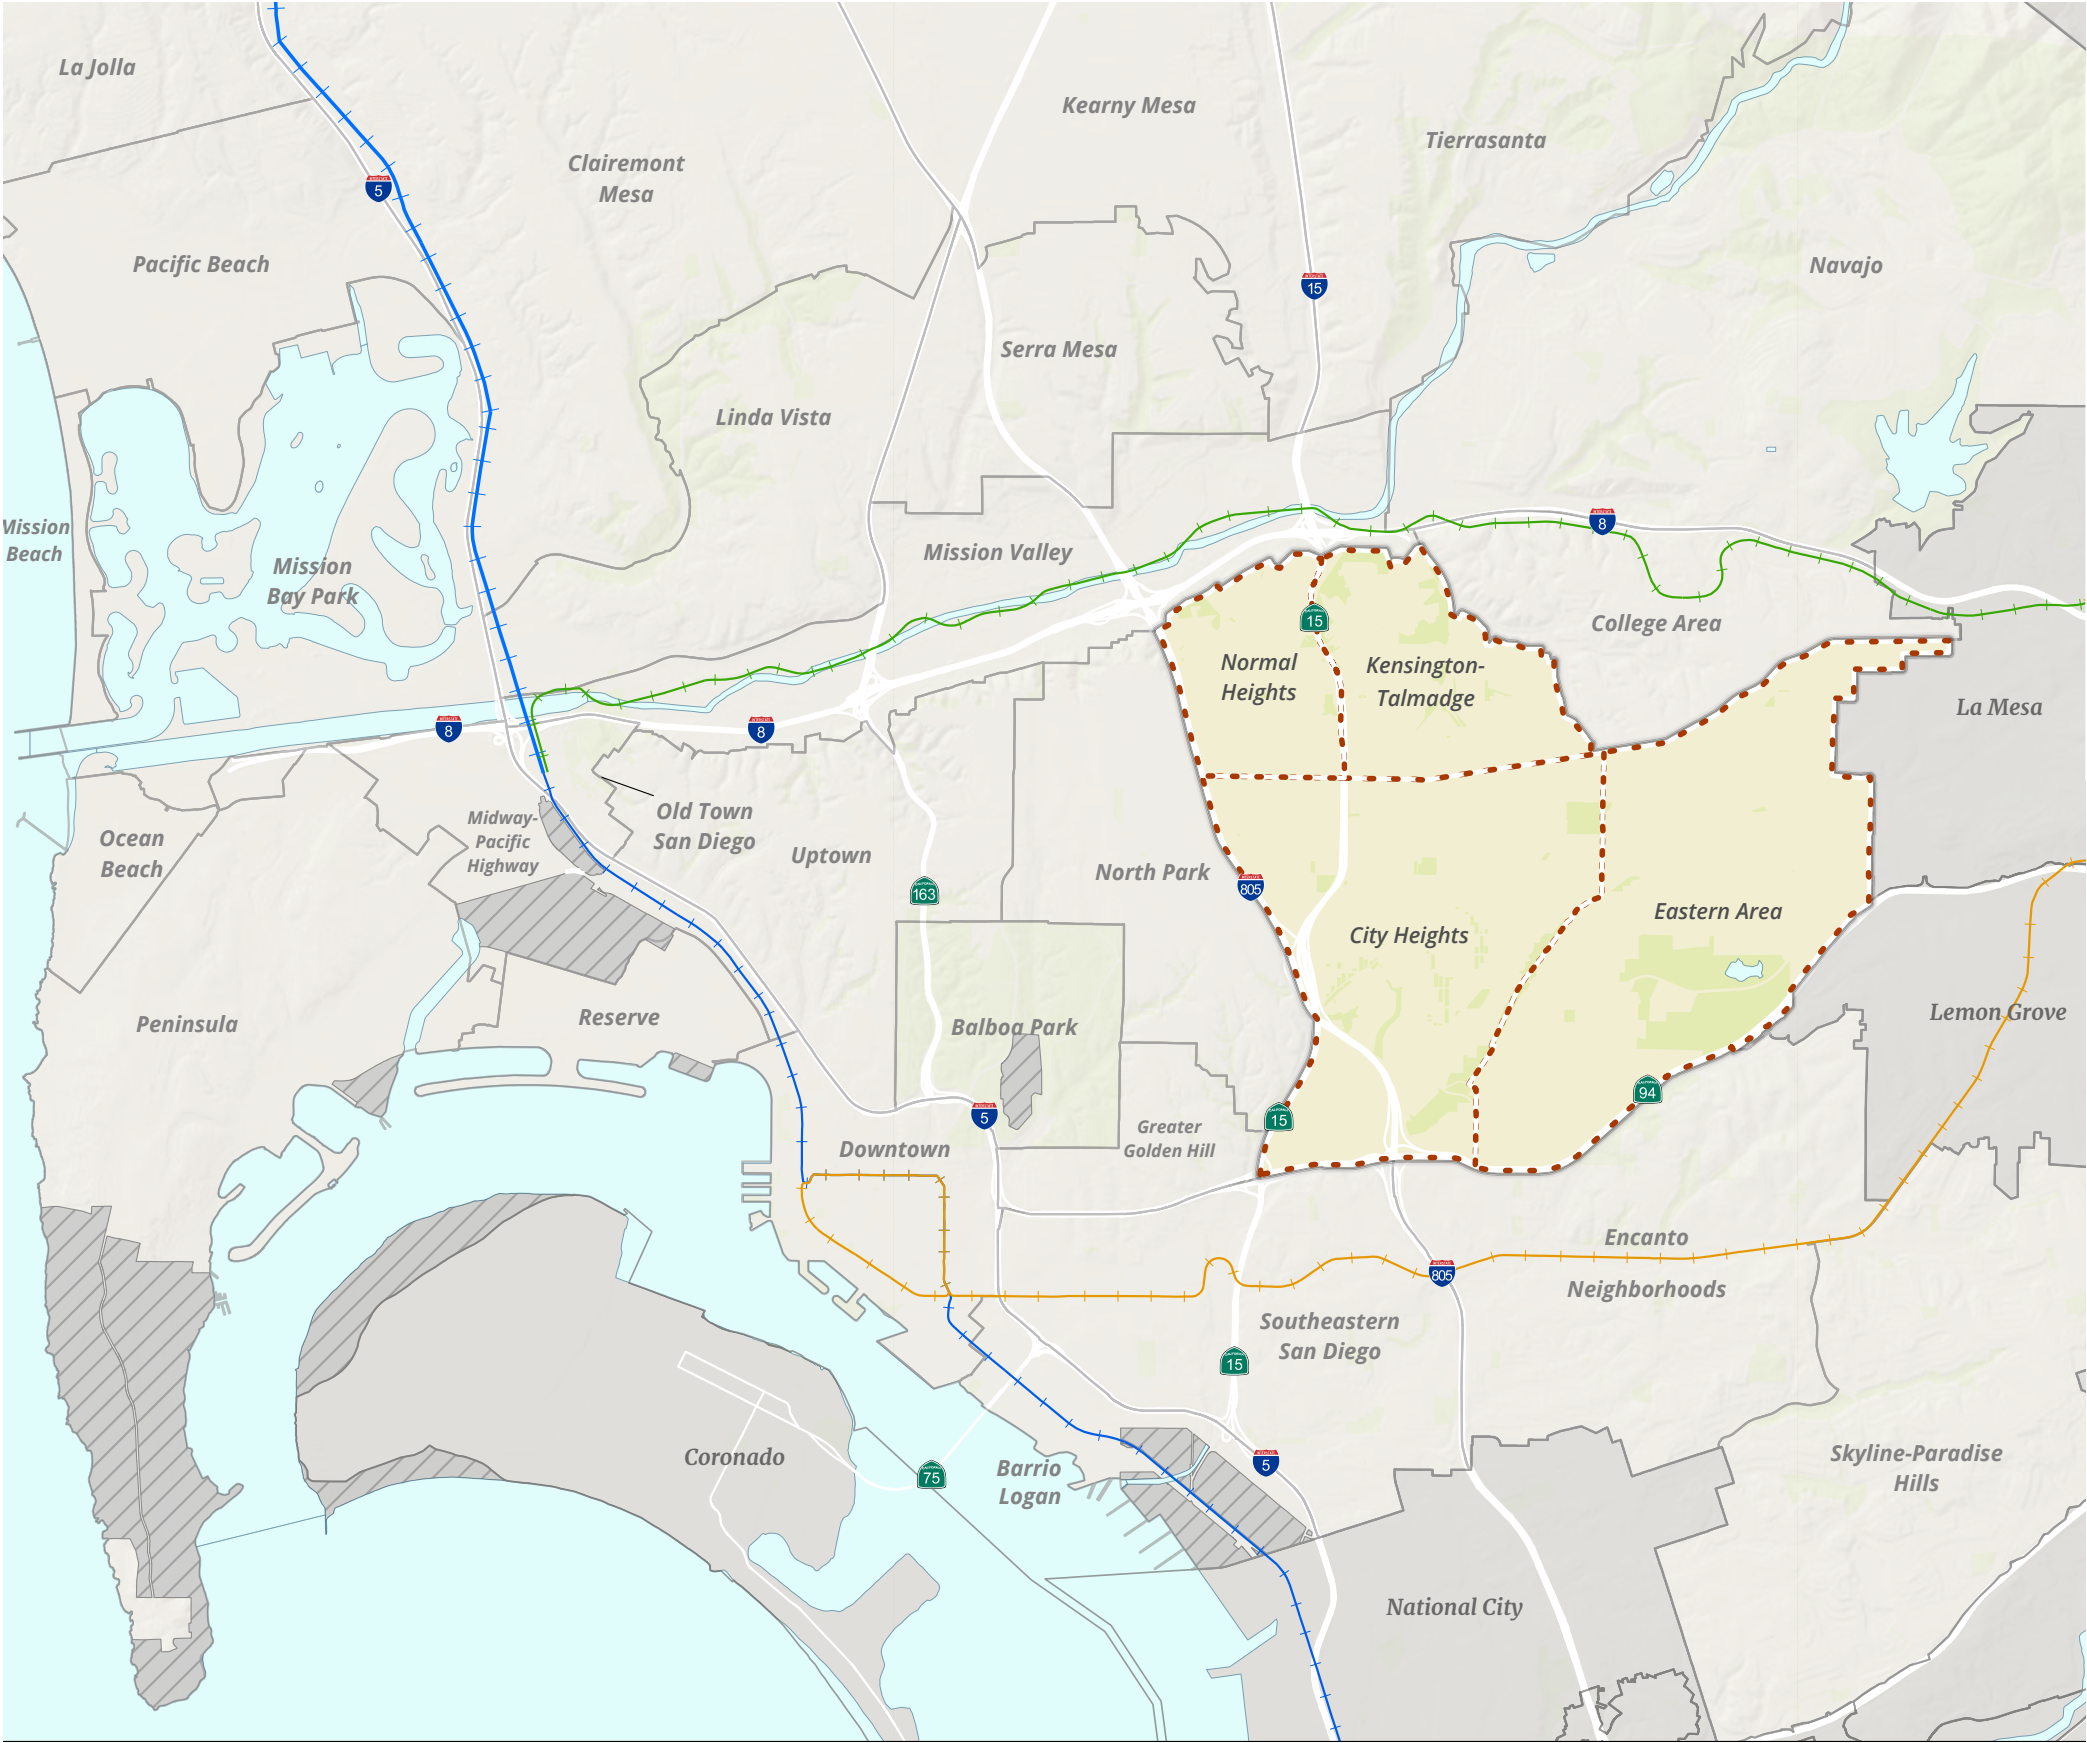 La Jolla
Kearny Mesa
Tierrasanta
Clairemont
Mesa
5
Pacific Beach
Navajo
15
Serra Mesa
Linda Vista
8
Mission
Beach
Mission Valley
Mission
Bay Park
15
College Area
Normal
Heights
Kensington-
Talmadge
La Mesa
8
8
Old Town
San Diego
Midway-
Pacific
Highway
Ocean
Beach
Uptown
North Park
805
163
Eastern Area
City Heights
Lemon Grove
Peninsula
Reserve
Balboa Park
94
5
15
Greater
Golden Hill
Downtown
Encanto
Neighborhoods
805
Southeastern
San Diego
15
Coronado
75
Barrio
Logan
5
Skyline-Paradise
Hills
National City